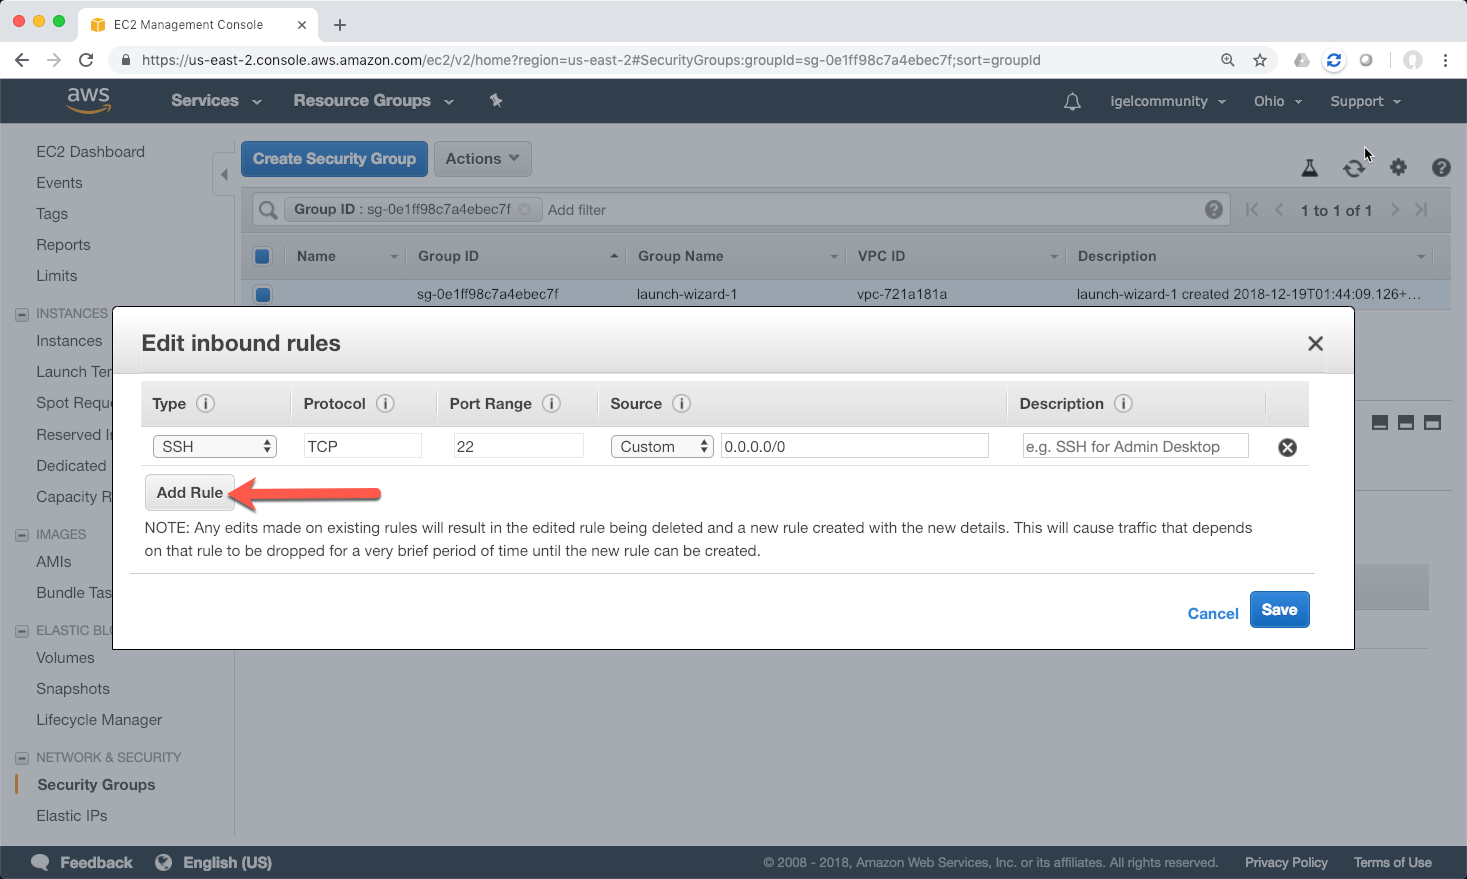 EC2 Management Console
https://us-east-2.console.aws.amazon.com/ec2/v2/home?region=us-east-2#SecurityGroups:groupId=sg-0e1ff98c7a4ebec7f;sort=groupId
aws Services Resource Groups igelcommunity Ohio Support
EC2 Dashboard
Events
Tags
Reports
Limits
INSTANCES
Instances
Launch Ter
Spot Requ
Reserved I
Dedicated
Capacity R
IMAGES
AMIs
Bundle Tas
ELASTIC BL
Volumes
Snapshots
Lifecycle Manager
NETWORK & SECURITY
Security Groups
Elastic IPs
Create Security Group Actions
Group ID : sg-0e1ff98c7a4ebec7f Add filter 1 to 1 of 1
Name Group ID Group Name VPC ID Description
sg-0e1ff98c7a4ebec7f launch-wizard-1 vpc-721a181a launch-wizard-1 created 2018-12-19T01:44:09.126+...
Edit inbound rules
Type Protocol Port Range Source Description
SSH TCP 22 Custom 0.0.0.0/0 e.g. SSH for Admin Desktop
Add Rule
NOTE: Any edits made on existing rules will result in the edited rule being deleted and a new rule created with the new details. This will cause traffic that depends
on that rule to be dropped for a very brief period of time until the new rule can be created.
Cancel Save
Feedback English (US) © 2008 - 2018, Amazon Web Services, Inc. or its affiliates. All rights reserved. Privacy Policy Terms of Use